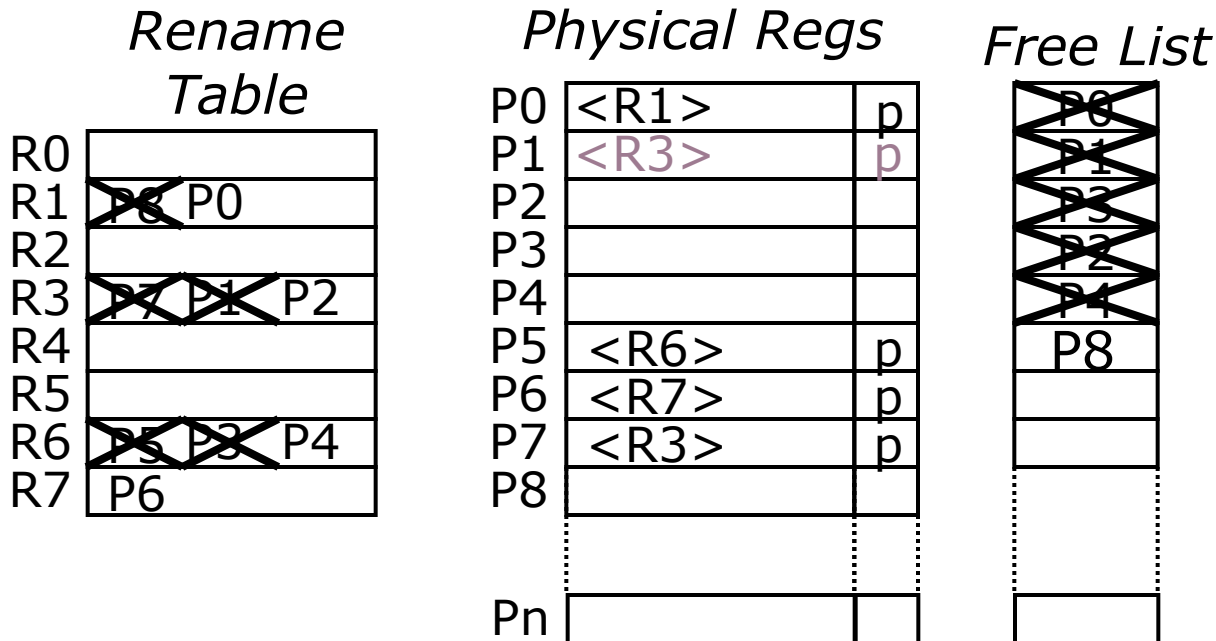 Rename
Table
R0
R1 P8 P0
R2
R3 P7 P1 P2
R4
R5
R6 P5 P3 P4
R7 P6
Physical Regs
P0 <R1> p
P1 <R3> p
P2
P3
P4
P5 <R6> p
P6 <R7> p
P7 <R3> p
P8
Pn
Free List
P0
P1
P3
P2
P4
P8